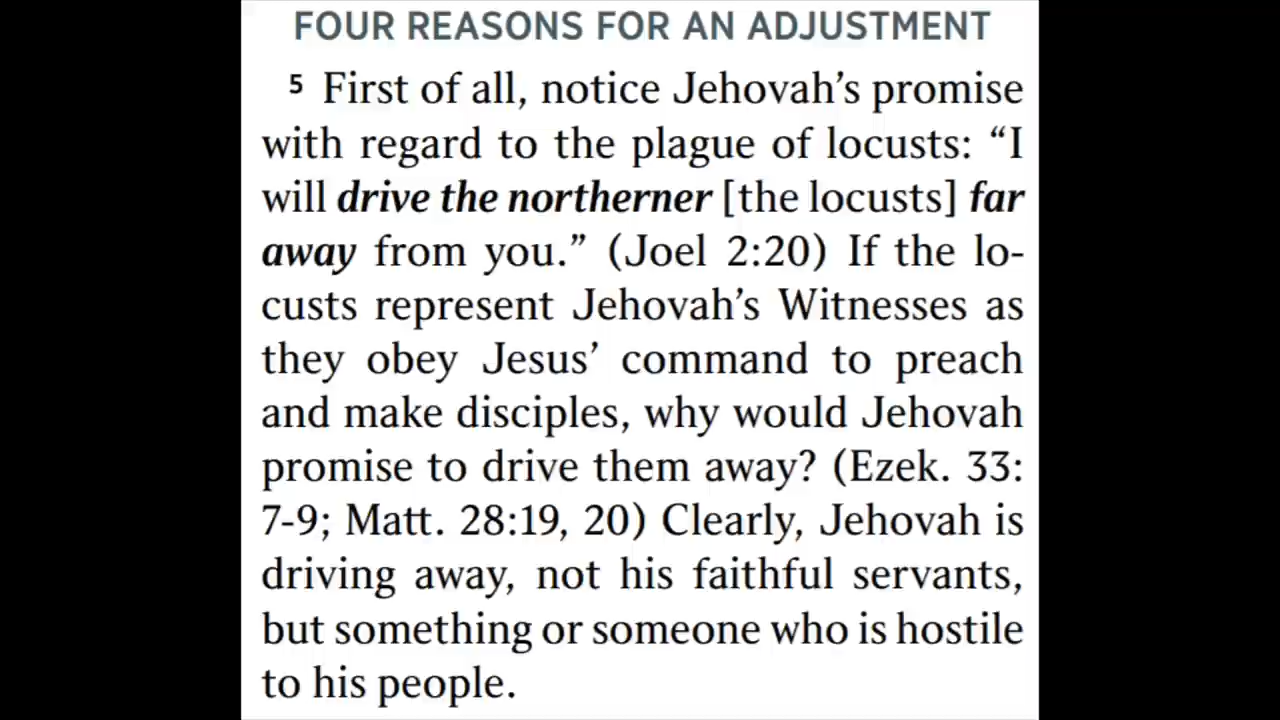 FOUR REASONS FOR AN ADJUSTMENT
5 First of all, notice Jehovah’s promise
with regard to the plague of locusts: “I
will drive the northerner [the locusts] far
away from you.” (Joel 2:20) If the lo-
custs represent Jehovah’s Witnesses as
they obey Jesus’ command to preach
and make disciples, why would Jehovah
promise to drive them away? (Ezek. 33:
7-9; Matt. 28:19, 20) Clearly, Jehovah is
driving away, not his faithful servants,
but something or someone who is hostile
to his people.